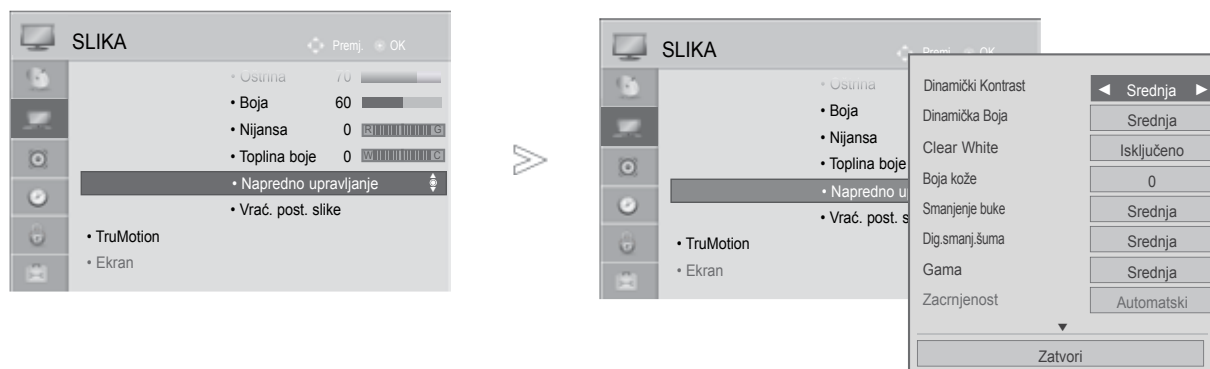 SLIKA
Premj. OK
• Oštrina 70
• Boja 60
• Nijansa 0 R G
• Toplina boje 0 W C
• Napredno upravljanje
• Vrać. post. slike
• TruMotion
• Ekran
SLIKA
Premj. OK
• Oštrina
• Boja
• Nijansa
• Toplina boje
• Napredno u
• Vrać. post. s
• TruMotion
• Ekran
Dinamički Kontrast ◄ Srednja ►
Dinamička Boja Srednja
Clear White Isključeno
Boja kože 0
Smanjenje buke Srednja
Dig.smanj.šuma Srednja
Gama Srednja
Zacrnjenost Automatski
▼
Zatvori